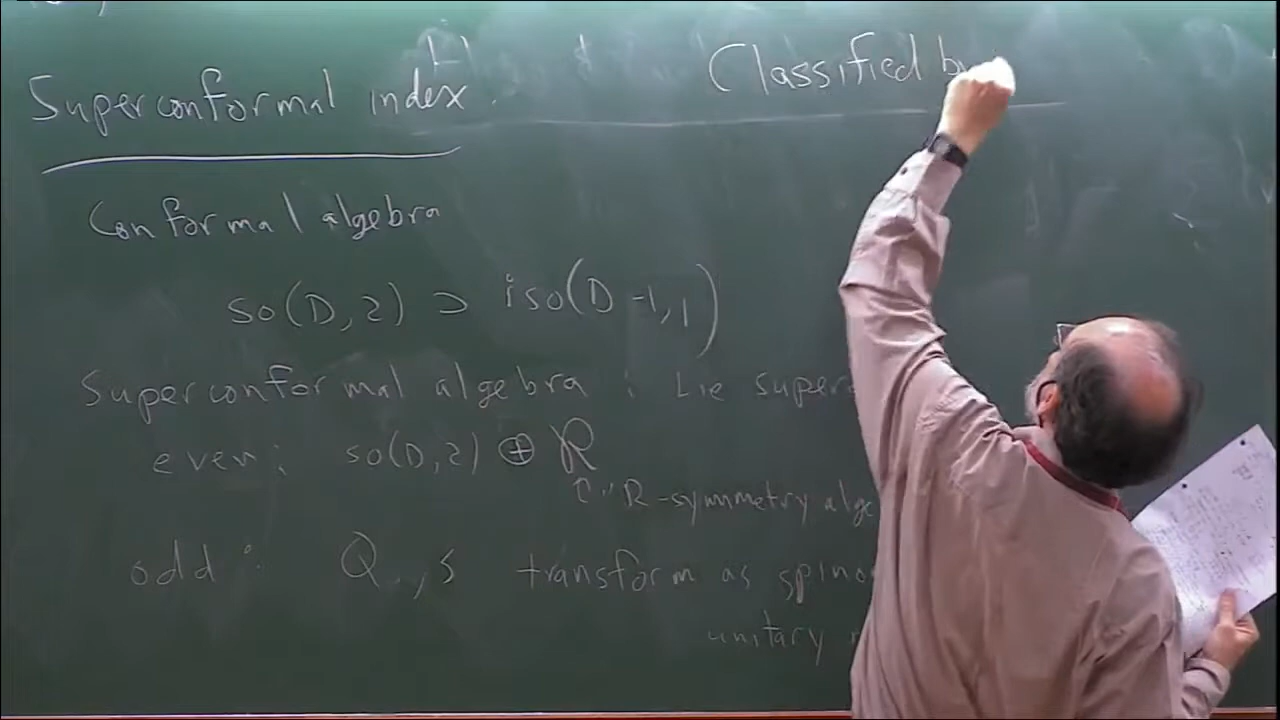 Superconformal index.
Classified by
Conformal algebra
so(D,2) ⊃ iso(D-1,1)
Superconformal algebra : Lie super
even: so(D,2) ⊕ R
↑ "R-symmetry alge
odd : Q, S transform as spino
unitary